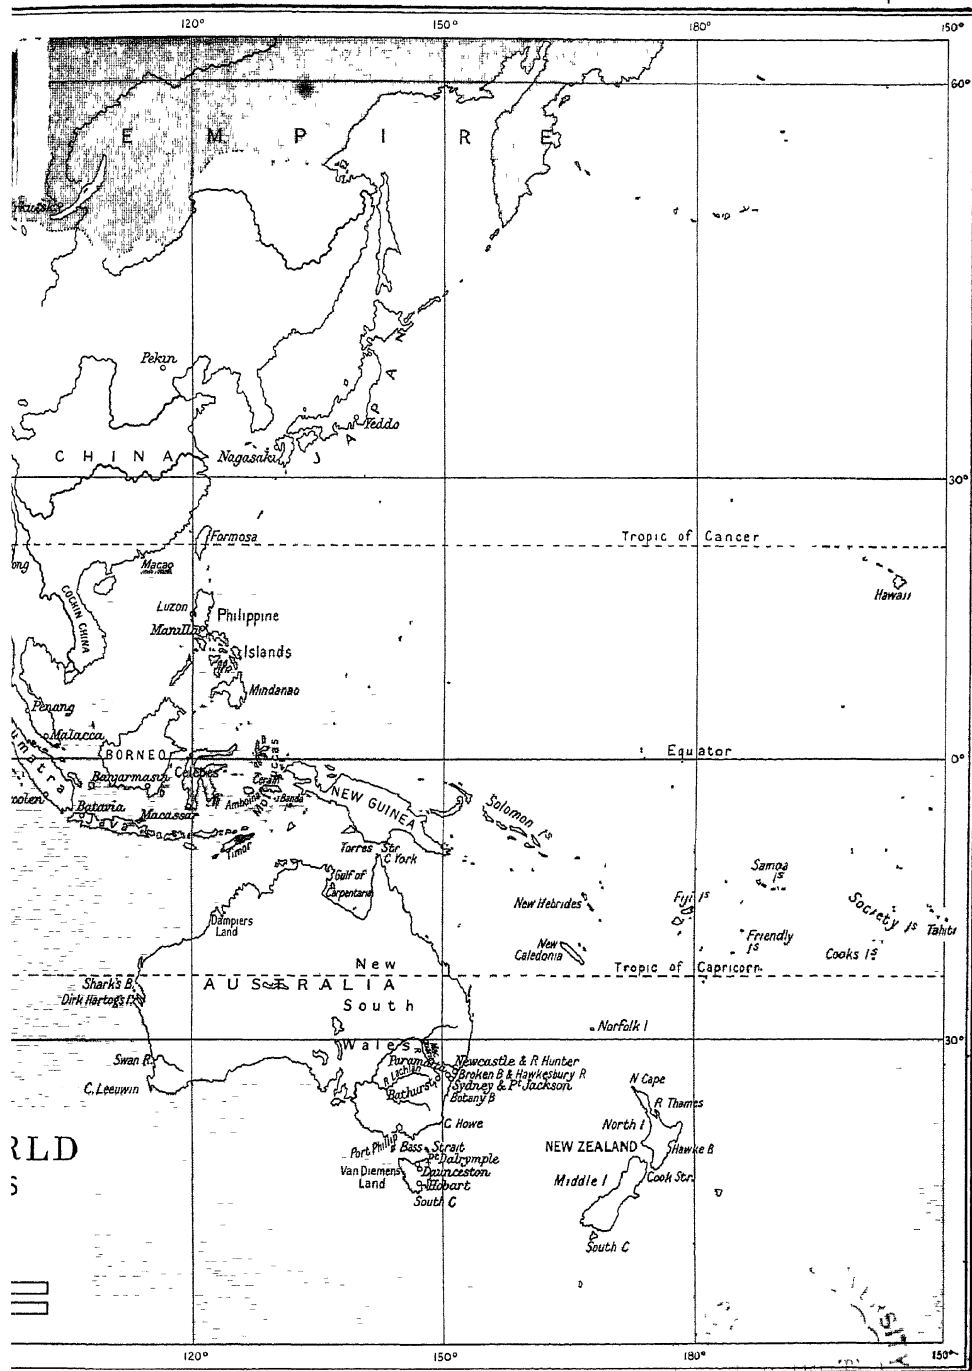 120°
150°
180°
150°
60°
E M P I R E
Pekin
J A P A N
Yeddo
Nagasaki
C H I N A
30°
Formosa
Tropic of Cancer
Macao
Hawaii
COCHIN CHINA
Luzon
Philippine
Manilla
Islands
Mindanao
Penang
Malacca
Equator
0°
BORNEO
Celebes
Moluccas
Ceram
Banjarmasin
Amboina
Banda
NEW GUINEA
Solomon Is
Batavia
Java
Macassar
Timor
Torres Str
C York
Gulf of
Carpentaria
Samoa
Is
New Hebrides
Fiji Is
Society Is
Tahiti
Dampiers
Land
New
Caledonia
Friendly
Is
Cooks Is
New
Tropic of Capricorn
Shark's B.
AUSTRALIA
Dirk Hartogs I.
South
Norfolk I
30°
Wales
Swan R.
Newcastle & R Hunter
Broken B & Hawkesbury R
R Lachlan
Bathurst
Sydney & Pt Jackson
C. Leeuwin
Botany B
N Cape
R Thames
C Howe
North I
RLD
Port Phillip
Bass Strait
NEW ZEALAND
Hawke B
Pt Dalrymple
Van Diemens
Land
Launceston
Middle I
Cook Str.
S
Hobart
South C
South C
120°
150°
180°
150°